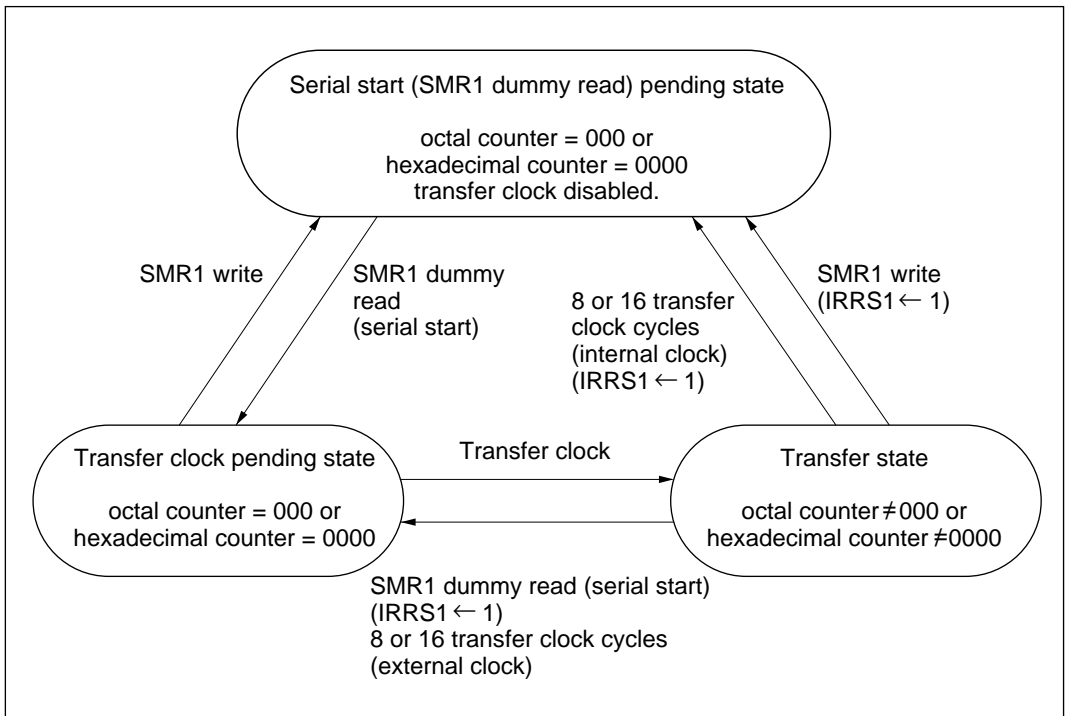 Serial start (SMR1 dummy read) pending state
octal counter = 000 or
hexadecimal counter = 0000
transfer clock disabled.
SMR1 write
SMR1 dummy
read
(serial start)
8 or 16 transfer
clock cycles
(internal clock)
(IRRS1 ← 1)
SMR1 write
(IRRS1 ← 1)
Transfer clock pending state
octal counter = 000 or
hexadecimal counter = 0000
Transfer clock
Transfer state
octal counter ≠ 000 or
hexadecimal counter ≠ 0000
SMR1 dummy read (serial start)
(IRRS1 ← 1)
8 or 16 transfer clock cycles
(external clock)